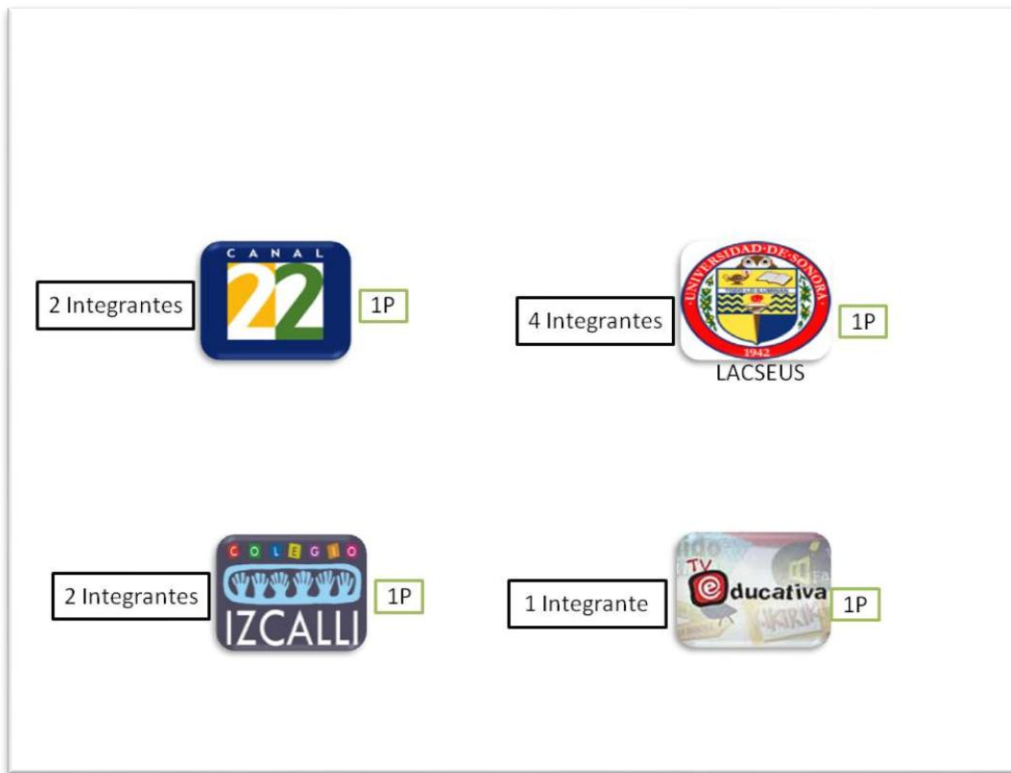 CANAL
22
2 Integrantes
1P
UNIVERSIDAD·DE·SONORA
1942
4 Integrantes
1P
LACSEUS
COLEGIO
IZCALLI
2 Integrantes
1P
TV
educativa
1 Integrante
1P